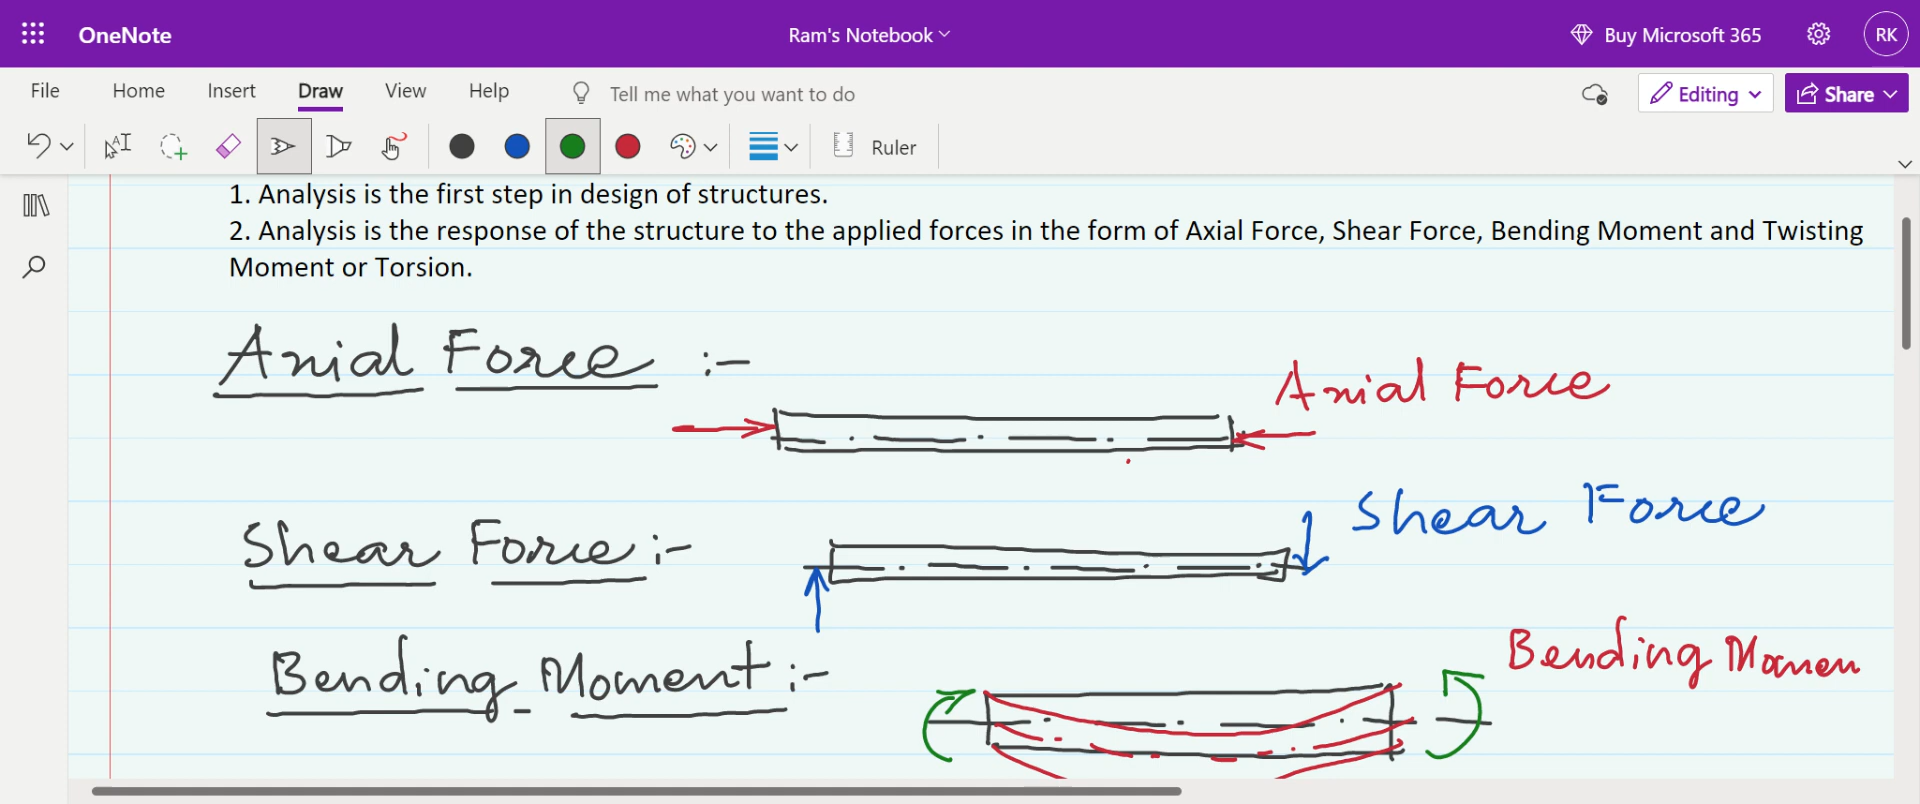 OneNote
Ram's Notebook
Buy Microsoft 365
RK
File Home Insert Draw View Help Tell me what you want to do
Editing Share
Ruler
1. Analysis is the first step in design of structures.
2. Analysis is the response of the structure to the applied forces in the form of Axial Force, Shear Force, Bending Moment and Twisting
Moment or Torsion.
Axial Force :-
Axial Force
Shear Force :-
Shear Force
Bending Moment :-
Bending Momen